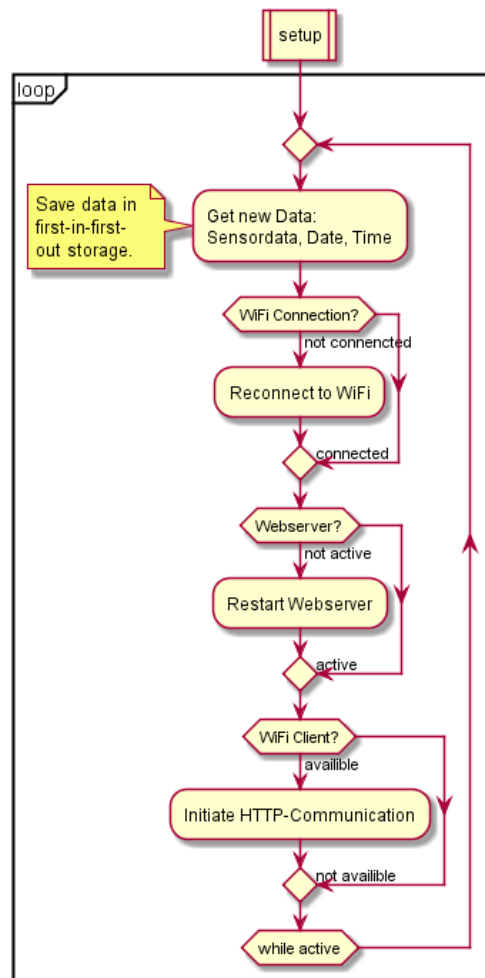 setup
loop
Save data in
first-in-first-
out storage.
Get new Data:
Sensordata, Date, Time
WiFi Connection?
not connencted
Reconnect to WiFi
connected
Webserver?
not active
Restart Webserver
active
WiFi Client?
availible
Initiate HTTP-Communication
not availible
while active